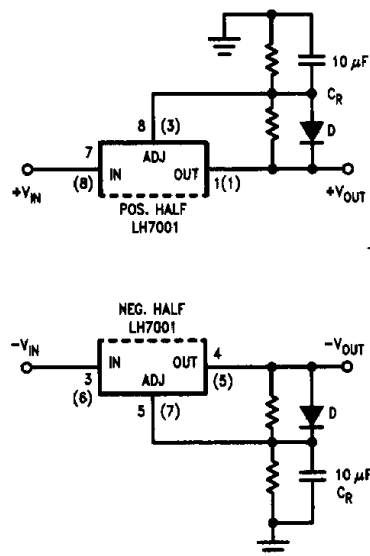 10 μF
C_R
8 (3)
7
ADJ
D
IN
OUT
+V_IN
(8)
1(1)
+V_OUT
POS. HALF
LH7001
NEG. HALF
LH7001
-V_IN
4
-V_OUT
IN
OUT
3
(5)
ADJ
D
(6)
5 (7)
10 μF
C_R